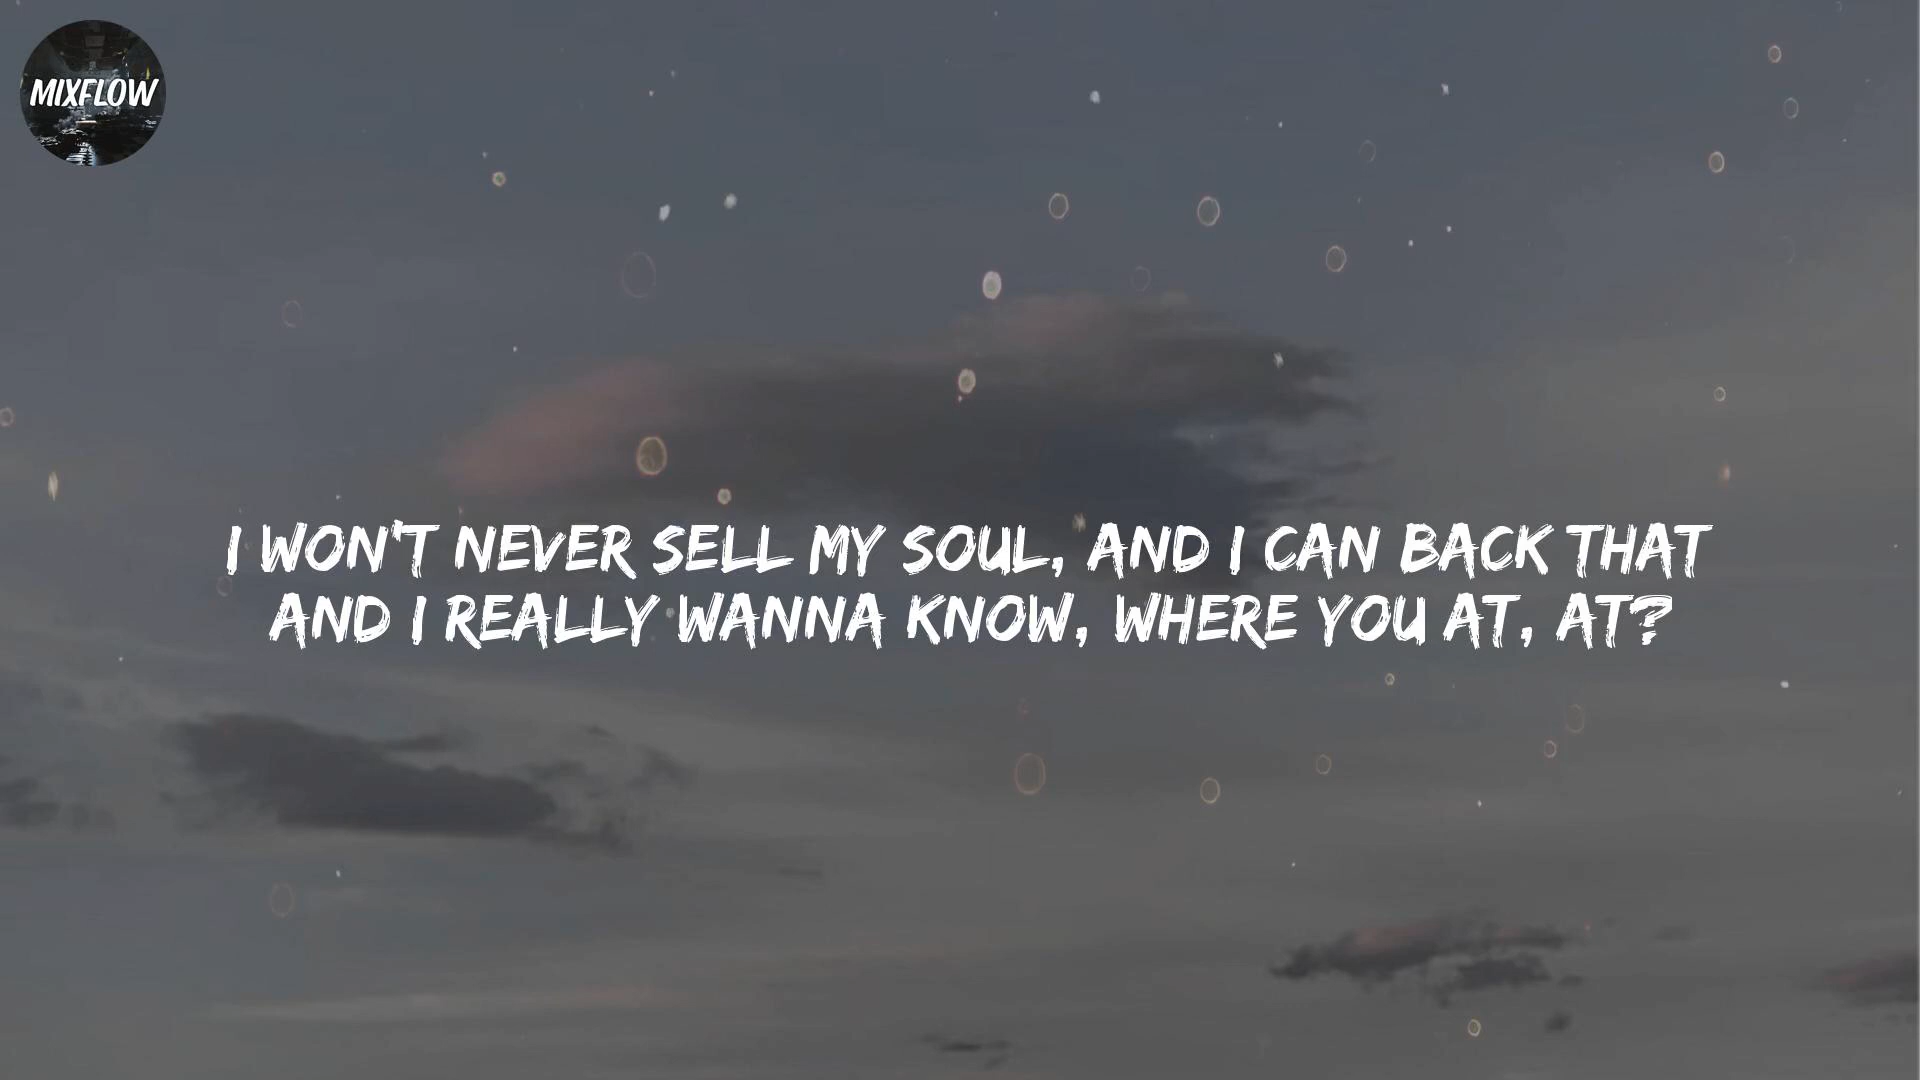 MIXFLOW
I WON'T NEVER SELL MY SOUL, AND I CAN BACK THAT
AND I REALLY WANNA KNOW, WHERE YOU AT, AT?